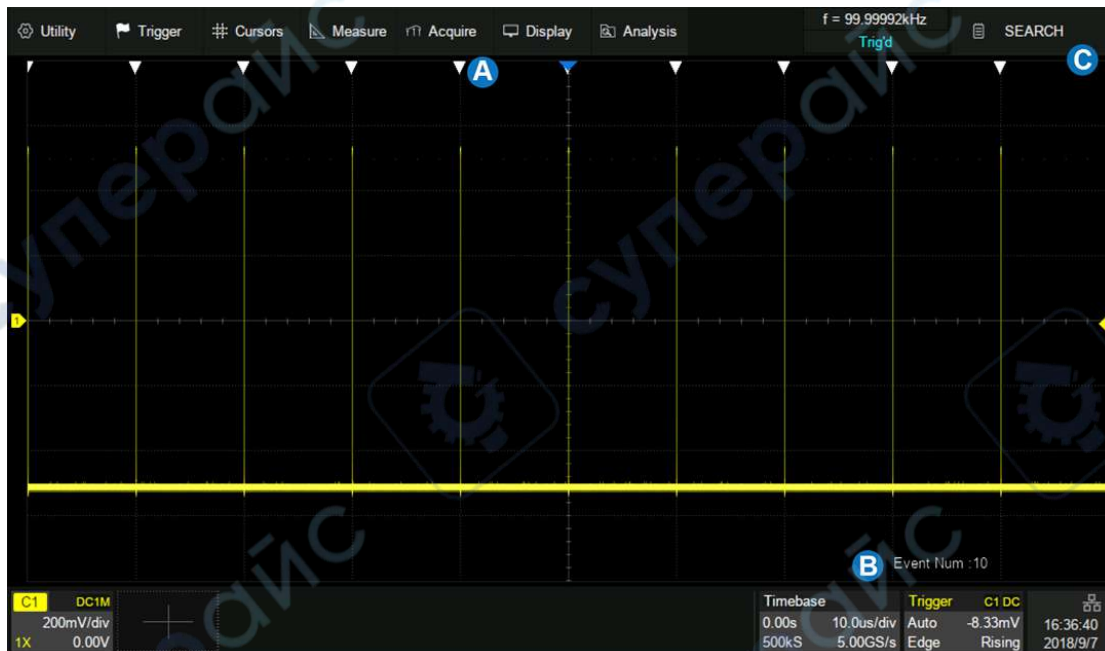 Utility Trigger Cursors Measure Acquire Display Analysis
f = 99.99992kHz
Trig'd
SEARCH
A
C
1
B Event Num :10
C1 DC1M
200mV/div
1X 0.00V
Timebase
0.00s 10.0us/div
500kS 5.00GS/s
Trigger C1 DC
Auto -8.33mV
Edge Rising
16:36:40
2018/9/7
суперайс
суперайс
суперайс